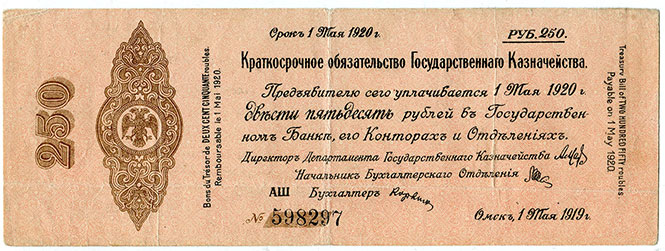 250
Bons du Trésor de DEUX CENT CINQUANTE roubles.
Remboursable le 1 Mai 1920.
Срокъ 1 Мая 1920 г.
РУБ. 250.
Краткосрочное обязательство Государственнаго Казначейства.
Предъявителю сего уплачивается 1 Мая 1920 г.
двѣсти пятьдесятъ рублей въ Государствен-
номъ Банкѣ, его Конторахъ и Отдѣленіяхъ.
Директоръ Департамента Государственнаго Казначейства
Начальник Бухгалтерскаго Отдѣленія
АШ Бухгалтеръ
№ 598297
Омскъ, 1 Мая 1919 г.
Treasury Bill of TWO HUNDRED FIFTY roubles
Payable on 1 May 1920.